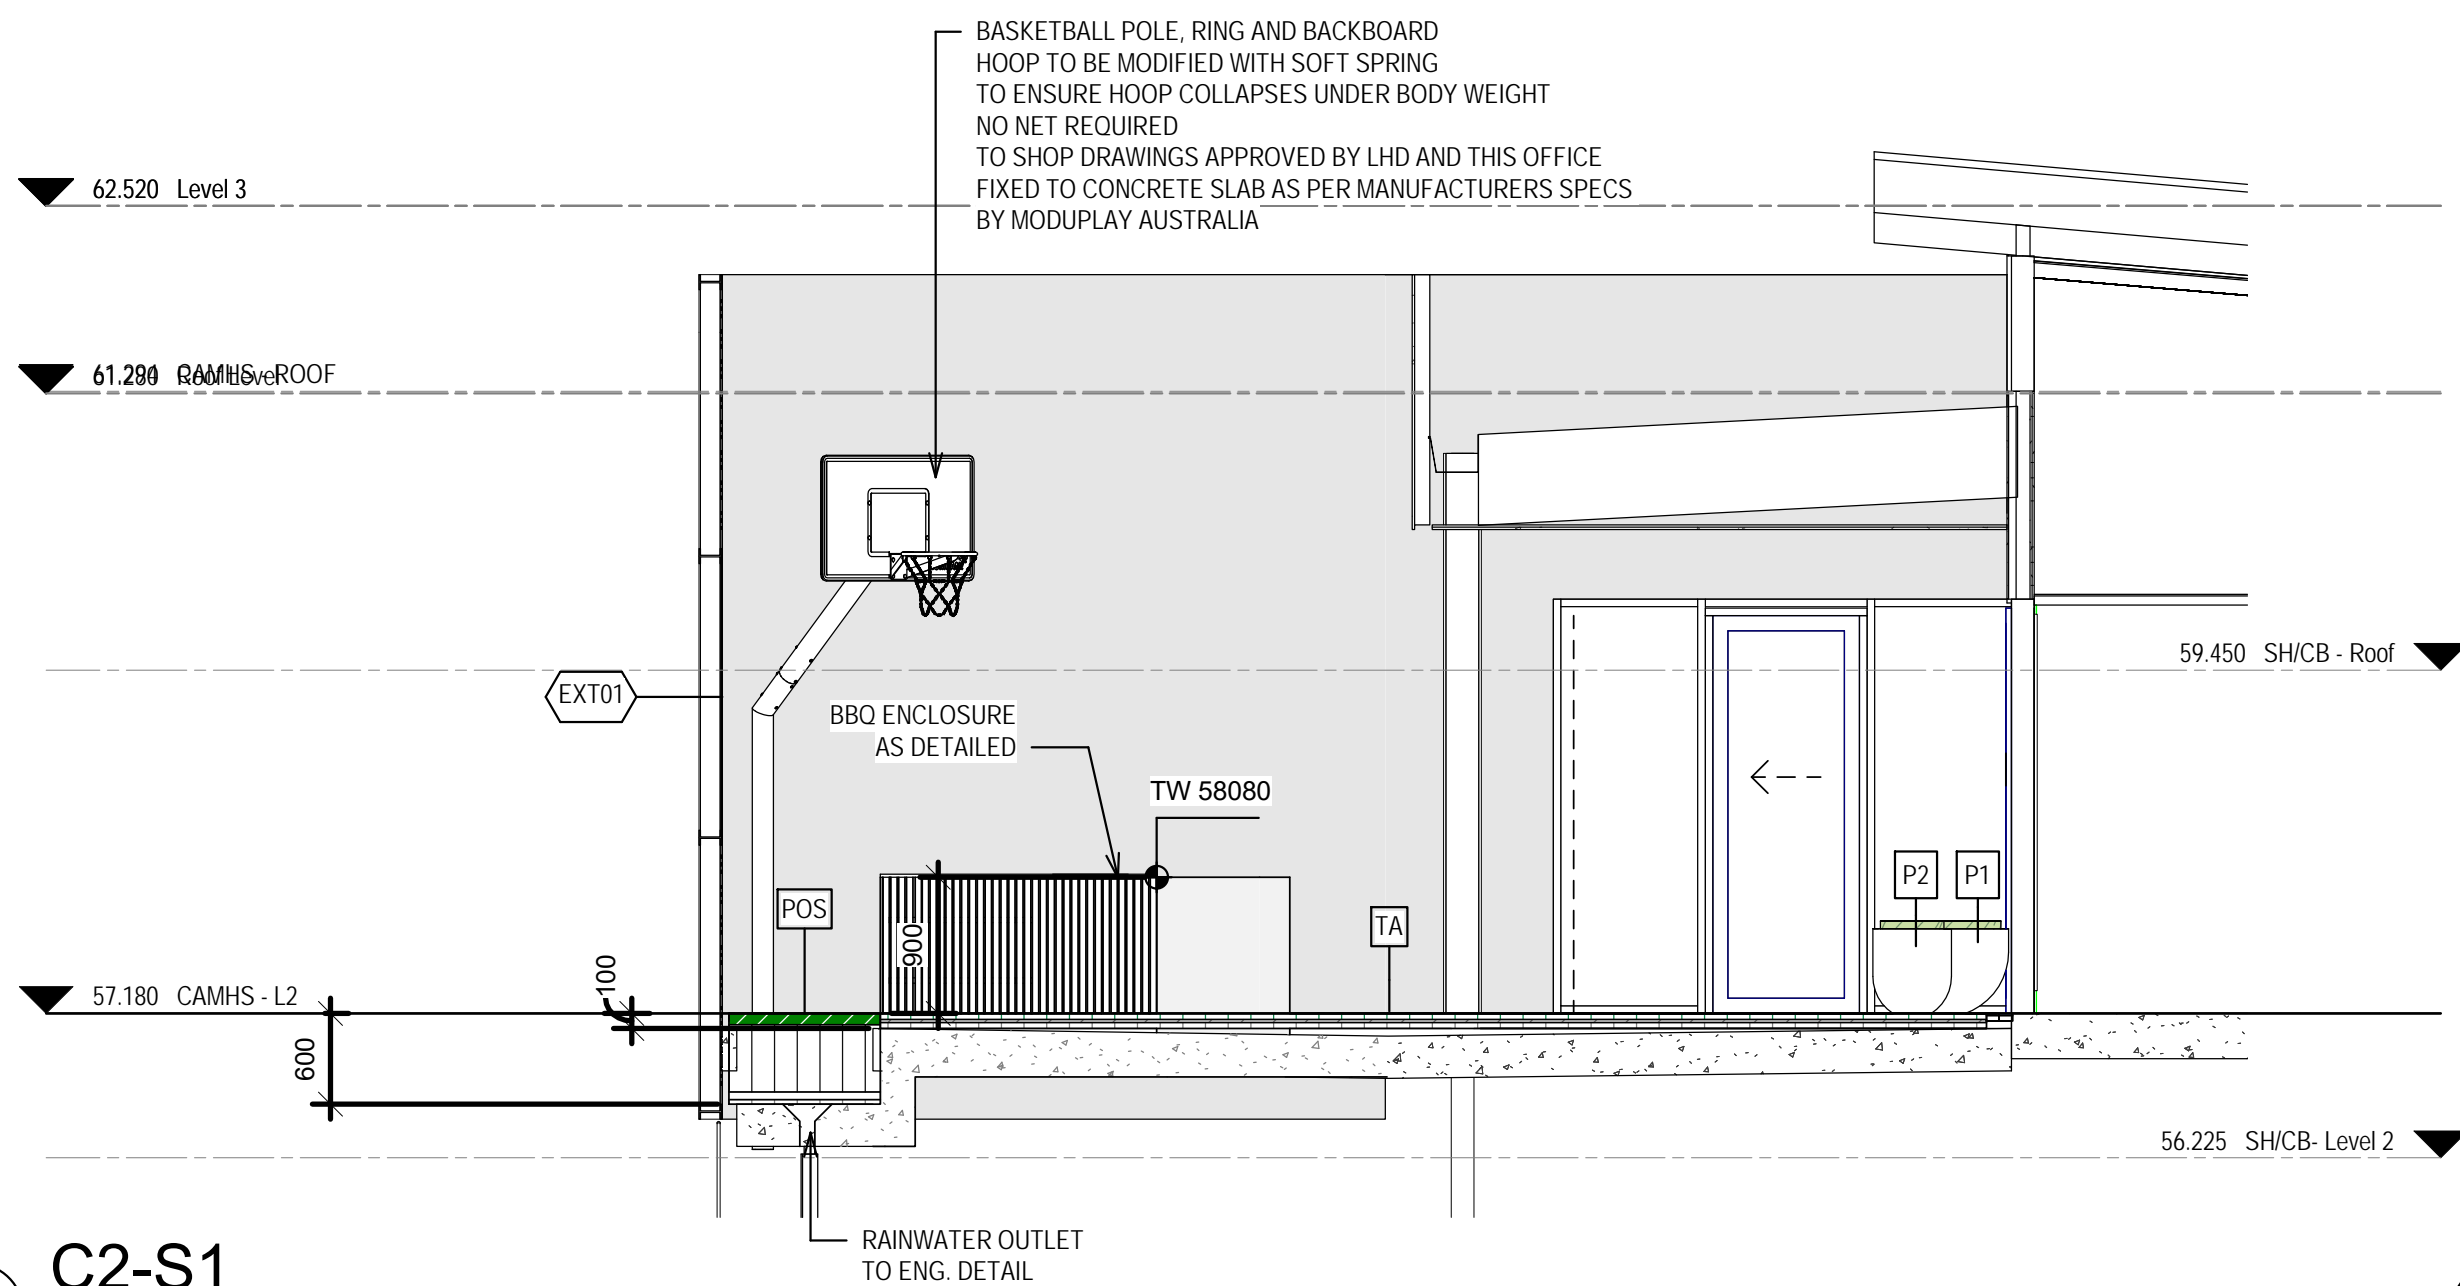 BASKETBALL POLE, RING AND BACKBOARD
HOOP TO BE MODIFIED WITH SOFT SPRING
TO ENSURE HOOP COLLAPSES UNDER BODY WEIGHT
NO NET REQUIRED
TO SHOP DRAWINGS APPROVED BY LHD AND THIS OFFICE
FIXED TO CONCRETE SLAB AS PER MANUFACTURERS SPECS
BY MODUPLAY AUSTRALIA
62.520 Level 3
ROOF
59.450 SH/CB - Roof
EXT01
BBQ ENCLOSURE
AS DETAILED
TW 58080
P2
P1
POS
TA
900
100
57.180 CAMHS - L2
600
56.225 SH/CB- Level 2
RAINWATER OUTLET
TO ENG. DETAIL
C2-S1